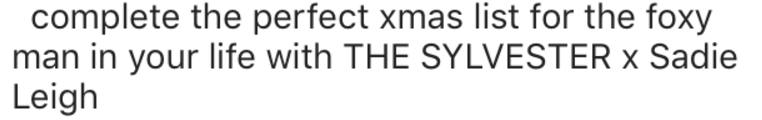 complete the perfect xmas list for the foxy
man in your life with THE SYLVESTER x Sadie
Leigh